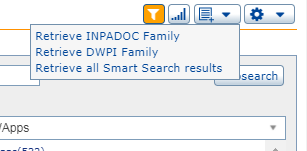 Retrieve INPADOC Family
Retrieve DWPI Family
Retrieve all Smart Search results
search
/Apps